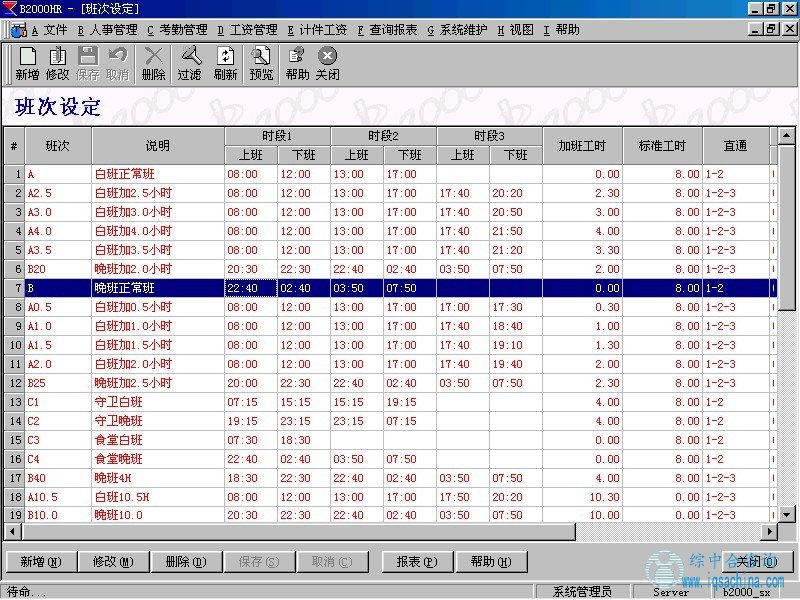 B2000HR - [班次设定]
A 文件 B 人事管理 C 考勤管理 D 工资管理 E 计件工资 F 查询报表 G 系统维护 H 视图 I 帮助
新增 修改 保存 取消 删除 过滤 刷新 预览 帮助 关闭
班次设定
# 班次 说明 时段1 时段2 时段3 加班工时 标准工时 直通
上班 下班 上班 下班 上班 下班
1 A 白班正常班 08:00 12:00 13:00 17:00 0.00 8.00 1-2
2 A2.5 白班加2.5小时 08:00 12:00 13:00 17:00 17:40 20:20 2.30 8.00 1-2-3
3 A3.0 白班加3.0小时 08:00 12:00 13:00 17:00 17:40 20:50 3.00 8.00 1-2-3
4 A4.0 白班加4.0小时 08:00 12:00 13:00 17:00 17:40 21:50 4.00 8.00 1-2-3
5 A3.5 白班加3.5小时 08:00 12:00 13:00 17:00 17:40 21:20 3.30 8.00 1-2-3
6 B20 晚班加2.0小时 20:30 22:30 22:40 02:40 03:50 07:50 2.00 8.00 1-2-3
7 B 晚班正常班 22:40 02:40 03:50 07:50 0.00 8.00 1-2
8 A0.5 白班加0.5小时 08:00 12:00 13:00 17:00 17:00 17:30 0.30 8.00 1-2-3
9 A1.0 白班加1.0小时 08:00 12:00 13:00 17:00 17:40 18:40 1.00 8.00 1-2-3
10 A1.5 白班加1.5小时 08:00 12:00 13:00 17:00 17:40 19:10 1.30 8.00 1-2-3
11 A2.0 白班加2.0小时 08:00 12:00 13:00 17:00 17:40 19:40 2.00 8.00 1-2-3
12 B25 晚班加2.5小时 20:00 22:30 22:40 02:40 03:50 07:50 2.30 8.00 1-2-3
13 C1 守卫白班 07:15 15:15 15:15 19:15 4.00 8.00 1-2
14 C2 守卫晚班 19:15 23:15 23:15 07:15 4.00 8.00 1-2
15 C3 食堂白班 07:30 18:30 0.00 8.00 1-2
16 C4 食堂晚班 22:40 02:40 03:50 07:50 0.00 8.00 1-2
17 B40 晚班4H 18:30 22:30 22:40 02:40 03:50 07:50 4.00 8.00 1-2-3
18 A10.5 白班10.5H 08:00 12:00 13:00 17:00 17:50 20:20 10.30 0.00 1-2-3
19 B10.0 晚班10.0 20:30 22:30 22:40 02:40 03:50 07:50 10.00 0.00 1-2-3
新增(N) 修改(M) 删除(D) 保存(S) 取消(C) 报表(P) 帮助(H) 关闭(Q)
www.iqsachina.com
待命... 系统管理员 Server b2000_sx